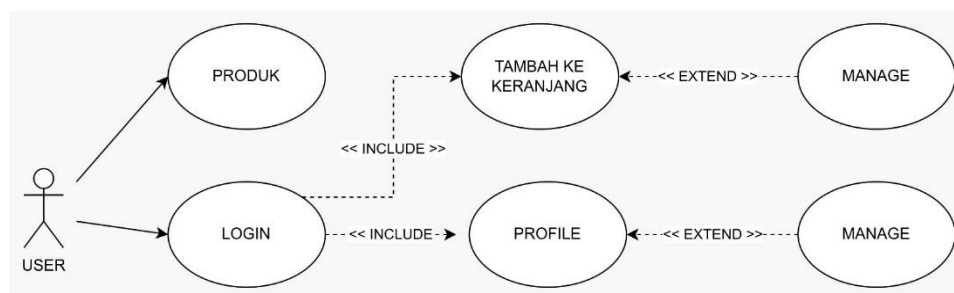 PRODUK
TAMBAH KE
KERANJANG
<< EXTEND >>
MANAGE
<< INCLUDE >>
USER
LOGIN
<< INCLUDE
PROFILE
<< EXTEND >>
MANAGE